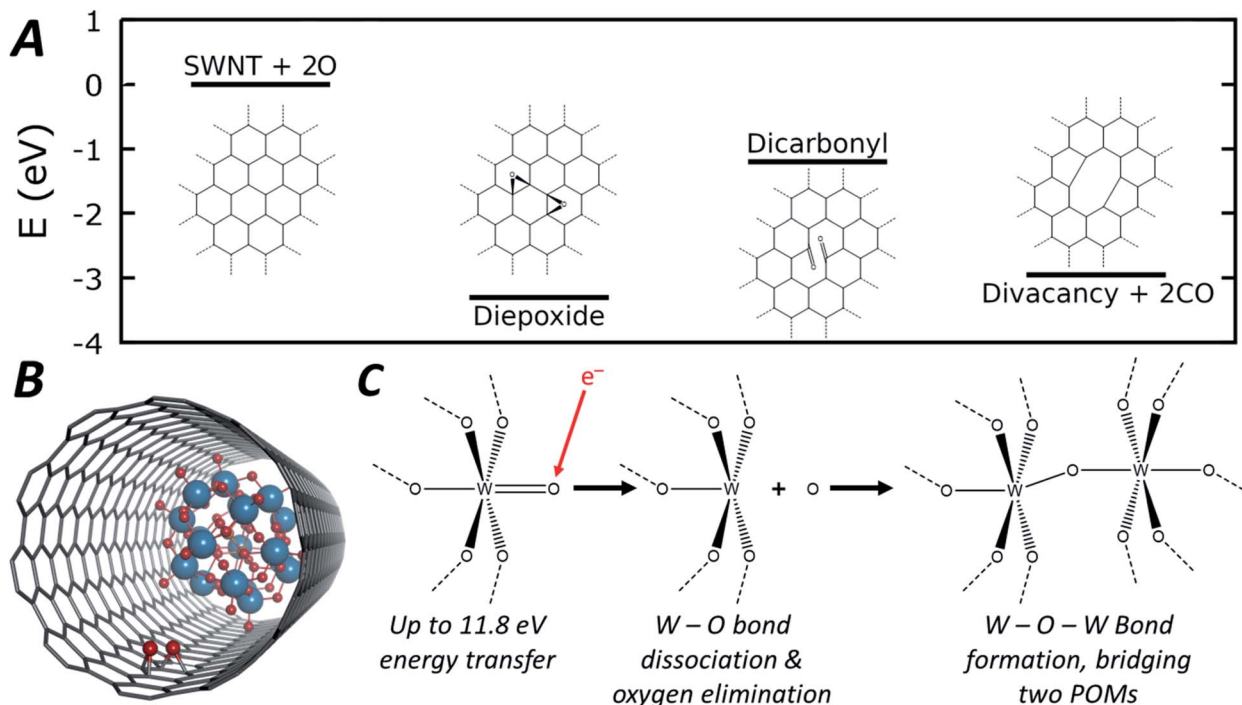 A
1
0
-1
-2
-3
-4
E (eV)
SWNT + 2O
O
O
Diepoxide
Dicarbonyl
O
O
Divacancy + 2CO
B
C
e⁻
O
O
O
W
O
O
O
O
O
O
W
O
O
+ O
O
O
O
W
O
O
O
O
O
W
O
O
O
Up to 11.8 eV
energy transfer
W – O bond
dissociation &
oxygen elimination
W – O – W Bond
formation, bridging
two POMs